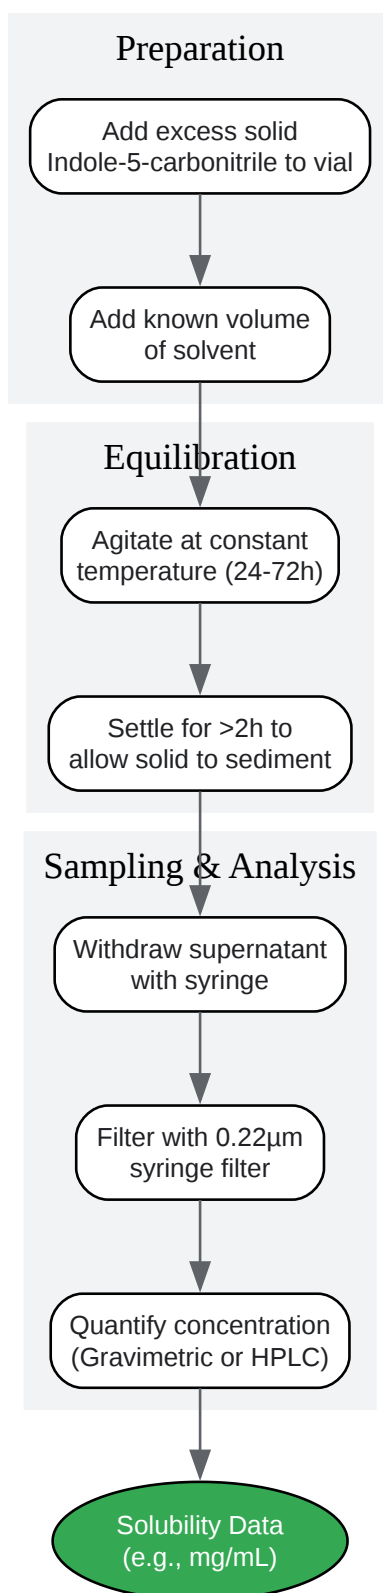 Preparation
Add excess solid
Indole-5-carbonitrile to vial
Add known volume
of solvent
Equilibration
Agitate at constant
temperature (24-72h)
Settle for >2h to
allow solid to sediment
Sampling & Analysis
Withdraw supernatant
with syringe
Filter with 0.22µm
syringe filter
Quantify concentration
(Gravimetric or HPLC)
Solubility Data
(e.g., mg/mL)